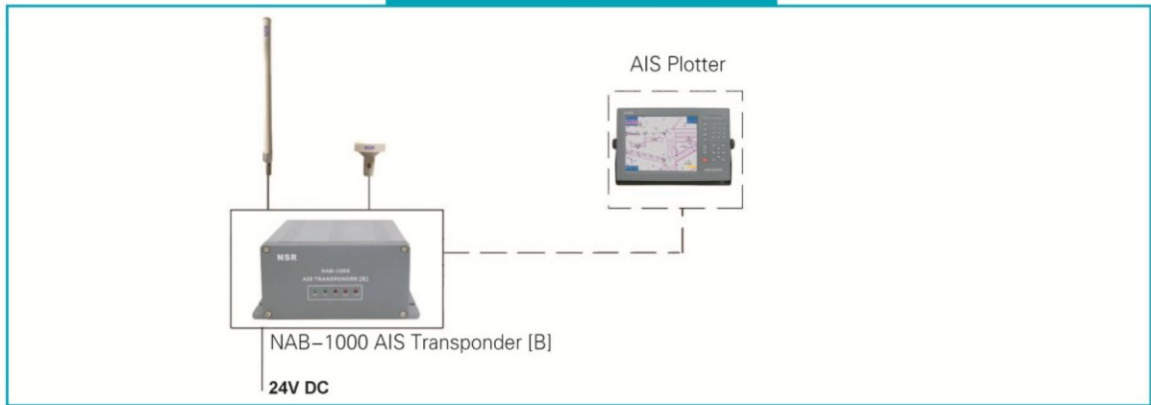 AIS Plotter
NSR
NAB-1000
AIS TRANSPONDER [B]
NAB-1000 AIS Transponder [B]
24V DC